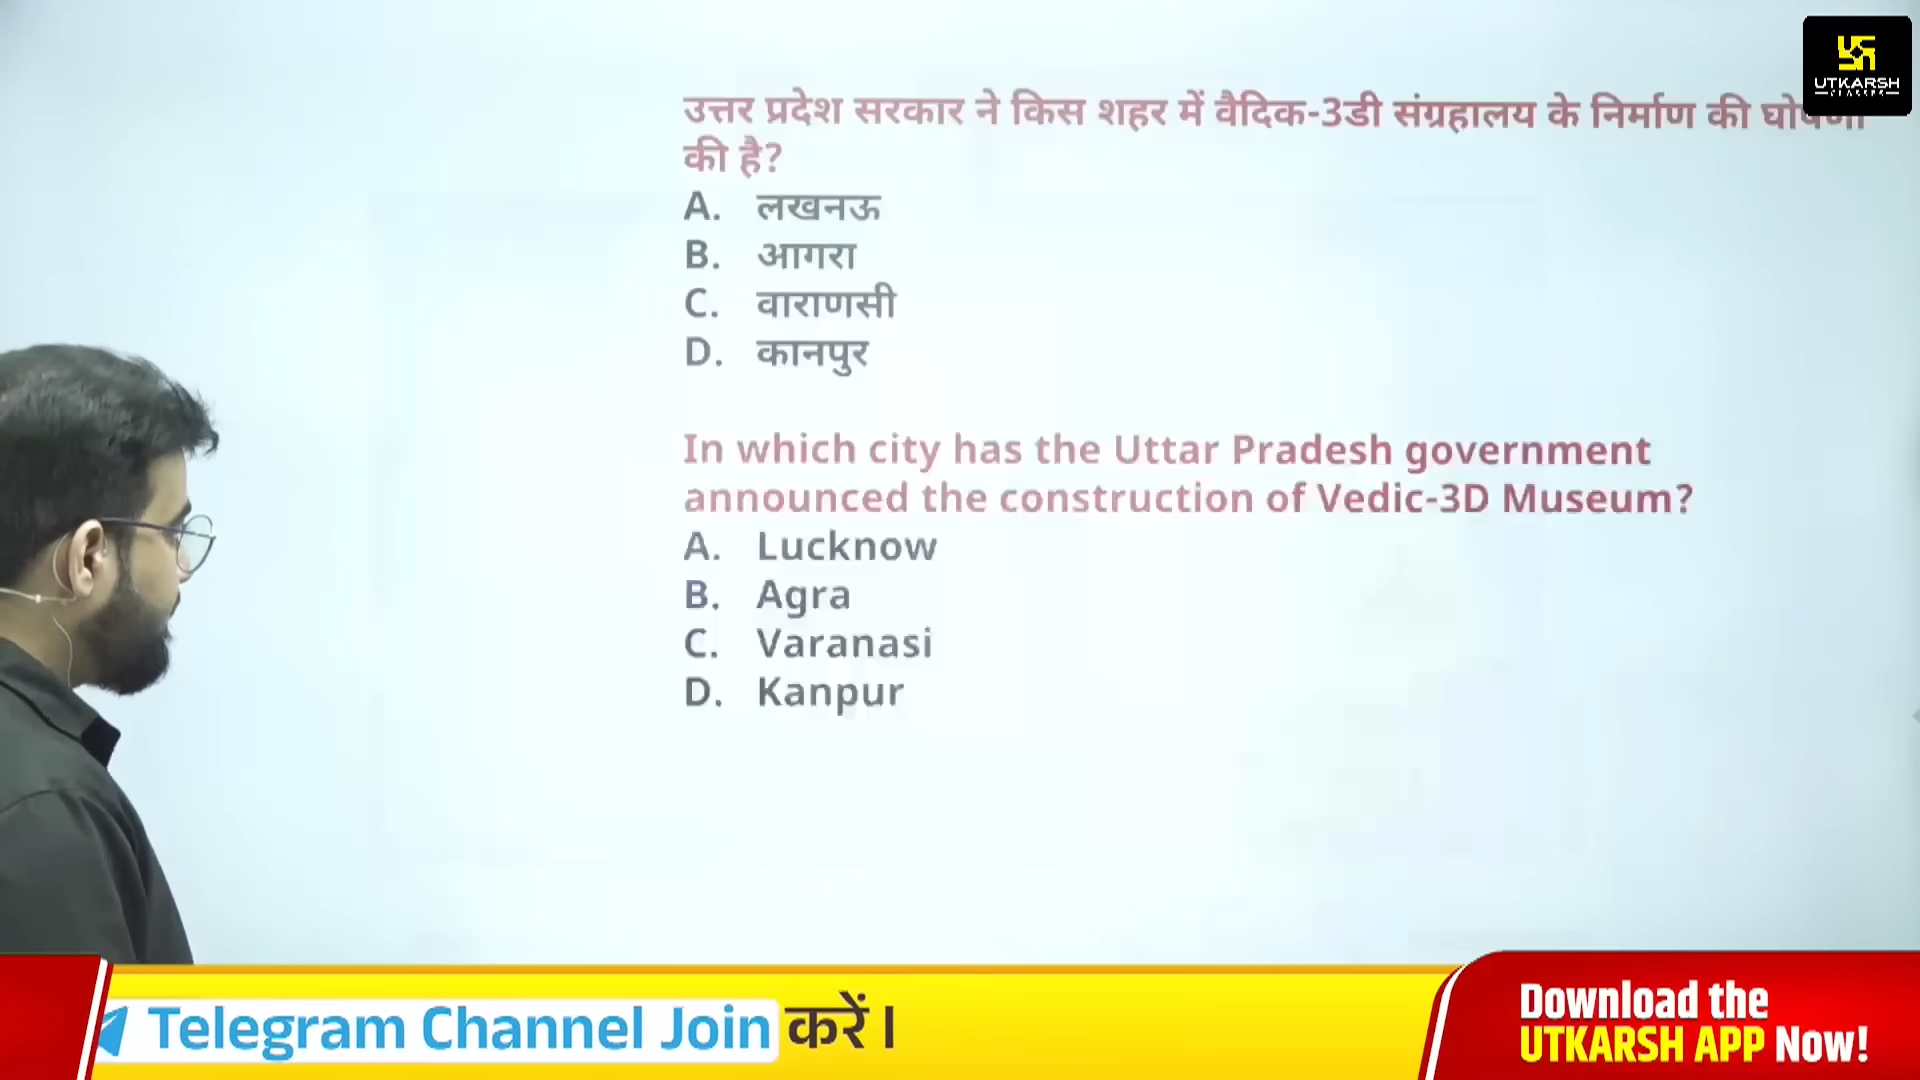 उत्तर प्रदेश सरकार ने किस शहर में वैदिक-3डी संग्रहालय के निर्माण की
की है?
A. लखनऊ
B. आगरा
C. वाराणसी
D. कानपुर
In which city has the Uttar Pradesh government
announced the construction of Vedic-3D Museum?
A. Lucknow
B. Agra
C. Varanasi
D. Kanpur
UTKARSH
CLASSES
Telegram Channel Join करें।
Download the
UTKARSH APP Now!